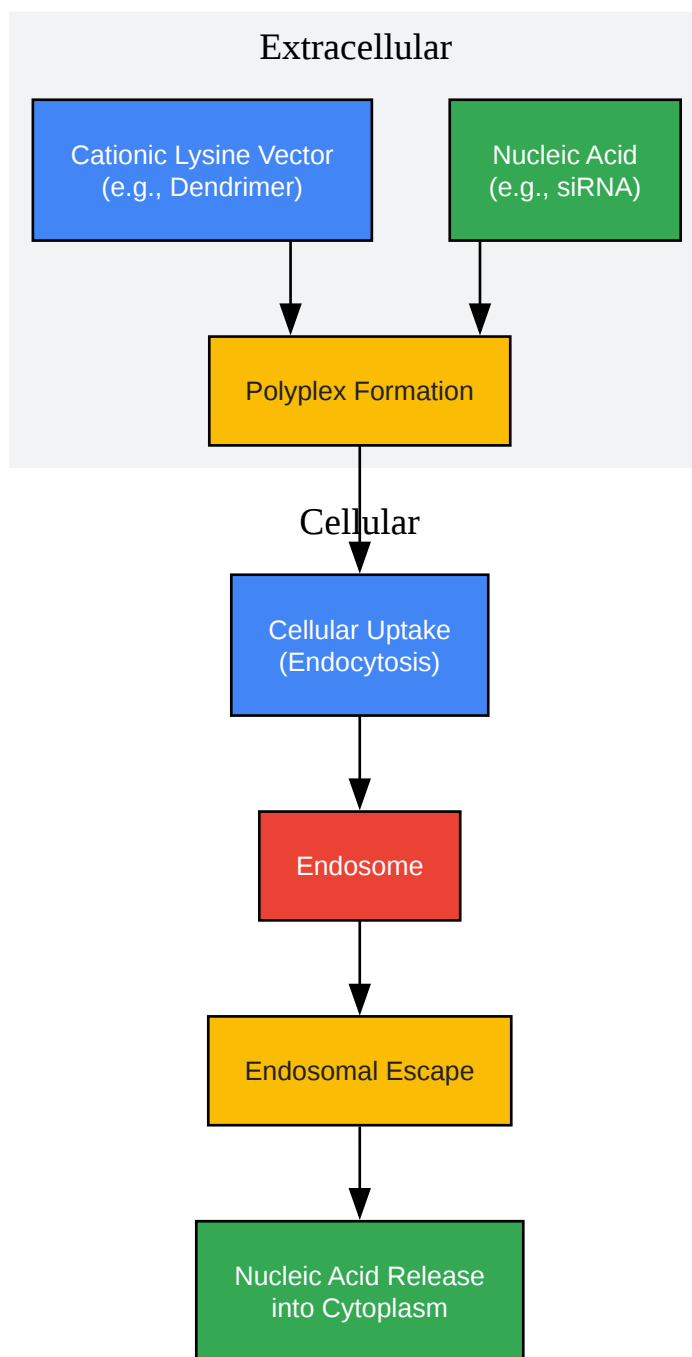 Extracellular
Cationic Lysine Vector
(e.g., Dendrimer)
Nucleic Acid
(e.g., siRNA)
Polyplex Formation
Cellular
Cellular Uptake
(Endocytosis)
Endosome
Endosomal Escape
Nucleic Acid Release
into Cytoplasm